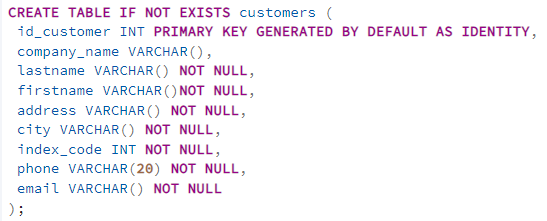 CREATE TABLE IF NOT EXISTS customers (
id_customer INT PRIMARY KEY GENERATED BY DEFAULT AS IDENTITY,
company_name VARCHAR(),
lastname VARCHAR() NOT NULL,
firstname VARCHAR()NOT NULL,
address VARCHAR() NOT NULL,
city VARCHAR() NOT NULL,
index_code INT NOT NULL,
phone VARCHAR(20) NOT NULL,
email VARCHAR() NOT NULL
);